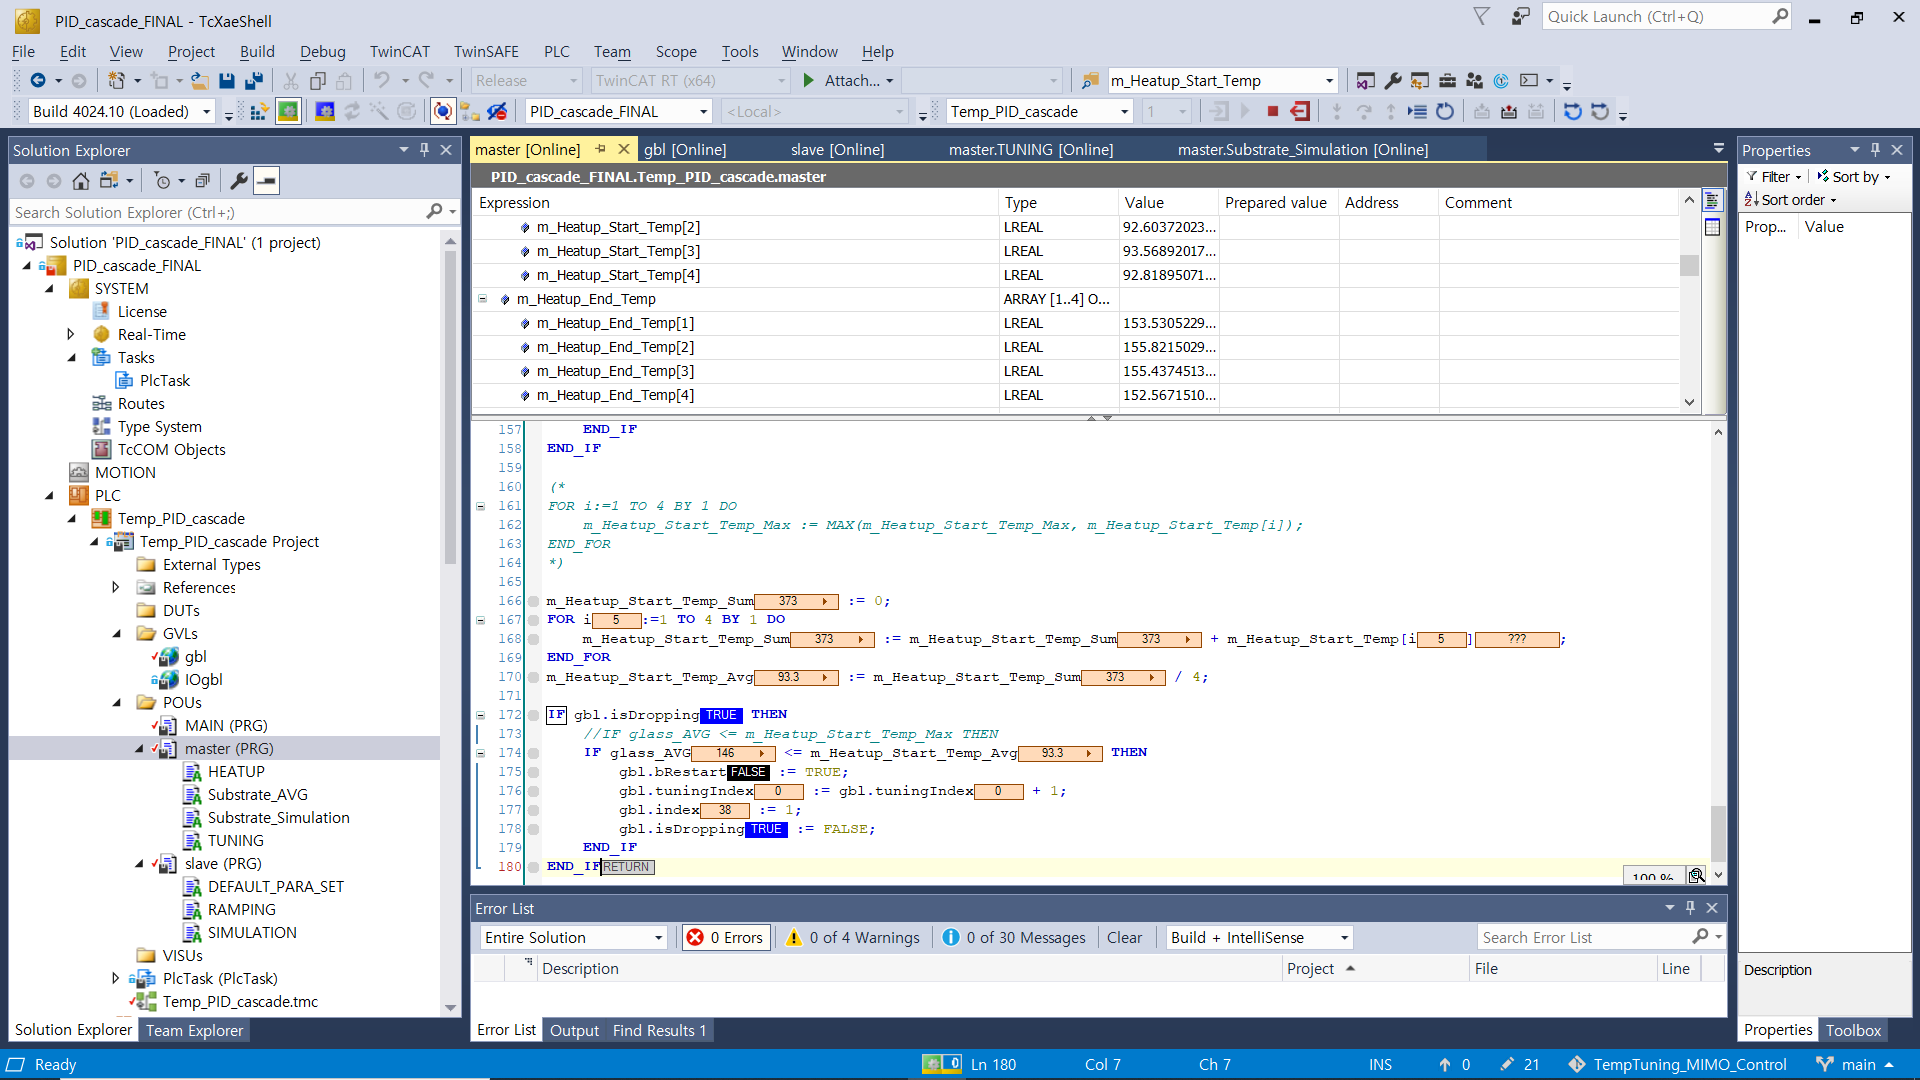 PID_cascade_FINAL - TcXaeShell
Quick Launch (Ctrl+Q)
File Edit View Project Build Debug TwinCAT TwinSAFE PLC Team Scope Tools Window Help
Release TwinCAT RT (x64) Attach... m_Heatup_Start_Temp
Build 4024.10 (Loaded) PID_cascade_FINAL <Local> Temp_PID_cascade 1
Solution Explorer
Search Solution Explorer (Ctrl+;)
Solution 'PID_cascade_FINAL' (1 project)
PID_cascade_FINAL
SYSTEM
License
Real-Time
Tasks
PlcTask
Routes
Type System
TcCOM Objects
MOTION
PLC
Temp_PID_cascade
Temp_PID_cascade Project
External Types
References
DUTs
GVLs
gbl
IOgbl
POUs
MAIN (PRG)
master (PRG)
HEATUP
Substrate_AVG
Substrate_Simulation
TUNING
slave (PRG)
DEFAULT_PARA_SET
RAMPING
SIMULATION
VISUs
PlcTask (PlcTask)
Temp_PID_cascade.tmc
Solution Explorer Team Explorer
master [Online] gbl [Online] slave [Online] master.TUNING [Online] master.Substrate_Simulation [Online]
PID_cascade_FINAL.Temp_PID_cascade.master
Expression Type Value Prepared value Address Comment
m_Heatup_Start_Temp[2] LREAL 92.60372023...
m_Heatup_Start_Temp[3] LREAL 93.56892017...
m_Heatup_Start_Temp[4] LREAL 92.81895071...
m_Heatup_End_Temp ARRAY [1..4] O...
m_Heatup_End_Temp[1] LREAL 153.5305229...
m_Heatup_End_Temp[2] LREAL 155.8215029...
m_Heatup_End_Temp[3] LREAL 155.4374513...
m_Heatup_End_Temp[4] LREAL 152.5671510...
157 END_IF
158 END_IF
159
160 (*
161 FOR i:=1 TO 4 BY 1 DO
162 m_Heatup_Start_Temp_Max := MAX(m_Heatup_Start_Temp_Max, m_Heatup_Start_Temp[i]);
163 END_FOR
164 *)
165
166 m_Heatup_Start_Temp_Sum 373 := 0;
167 FOR i 5 :=1 TO 4 BY 1 DO
168 m_Heatup_Start_Temp_Sum 373 := m_Heatup_Start_Temp_Sum 373 + m_Heatup_Start_Temp[i 5 ] ??? ;
169 END_FOR
170 m_Heatup_Start_Temp_Avg 93.3 := m_Heatup_Start_Temp_Sum 373 / 4;
171
172 IF gbl.isDropping TRUE THEN
173 //IF glass_AVG <= m_Heatup_Start_Temp_Max THEN
174 IF glass_AVG 146 <= m_Heatup_Start_Temp_Avg 93.3 THEN
175 gbl.bRestart FALSE := TRUE;
176 gbl.tuningIndex 0 := gbl.tuningIndex 0 + 1;
177 gbl.index 38 := 1;
178 gbl.isDropping TRUE := FALSE;
179 END_IF
180 END_IF RETURN
100 %
Error List
Entire Solution 0 Errors 0 of 4 Warnings 0 of 30 Messages Clear Build + IntelliSense Search Error List
Description Project File Line
Error List Output Find Results 1
Properties
Filter Sort by
Sort order
Prop... Value
Description
Properties Toolbox
Ready 0 Ln 180 Col 7 Ch 7 INS 0 21 TempTuning_MIMO_Control main